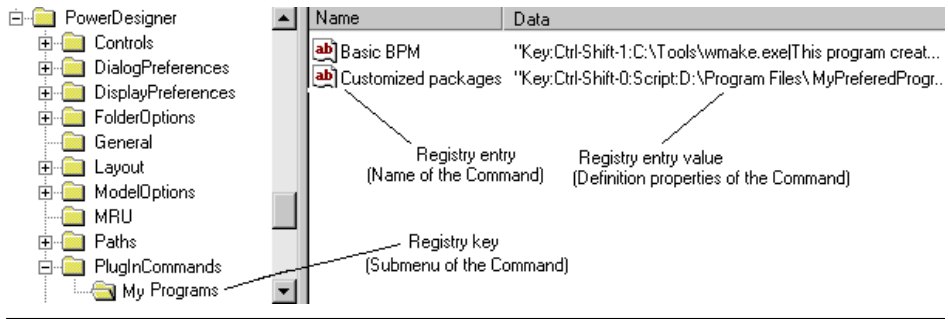 PowerDesigner
Controls
DialogPreferences
DisplayPreferences
FolderOptions
General
Layout
ModelOptions
MRU
Paths
PlugInCommands
My Programs
Name Data
ab Basic BPM "Key:Ctrl-Shift-1:C:\Tools\wmake.exe|This program creat...
ab Customized packages "Key:Ctrl-Shift-0:Script:D:\Program Files\MyPreferedProgr...
Registry entry
(Name of the Command)
Registry entry value
(Definition properties of the Command)
Registry key
(Submenu of the Command)